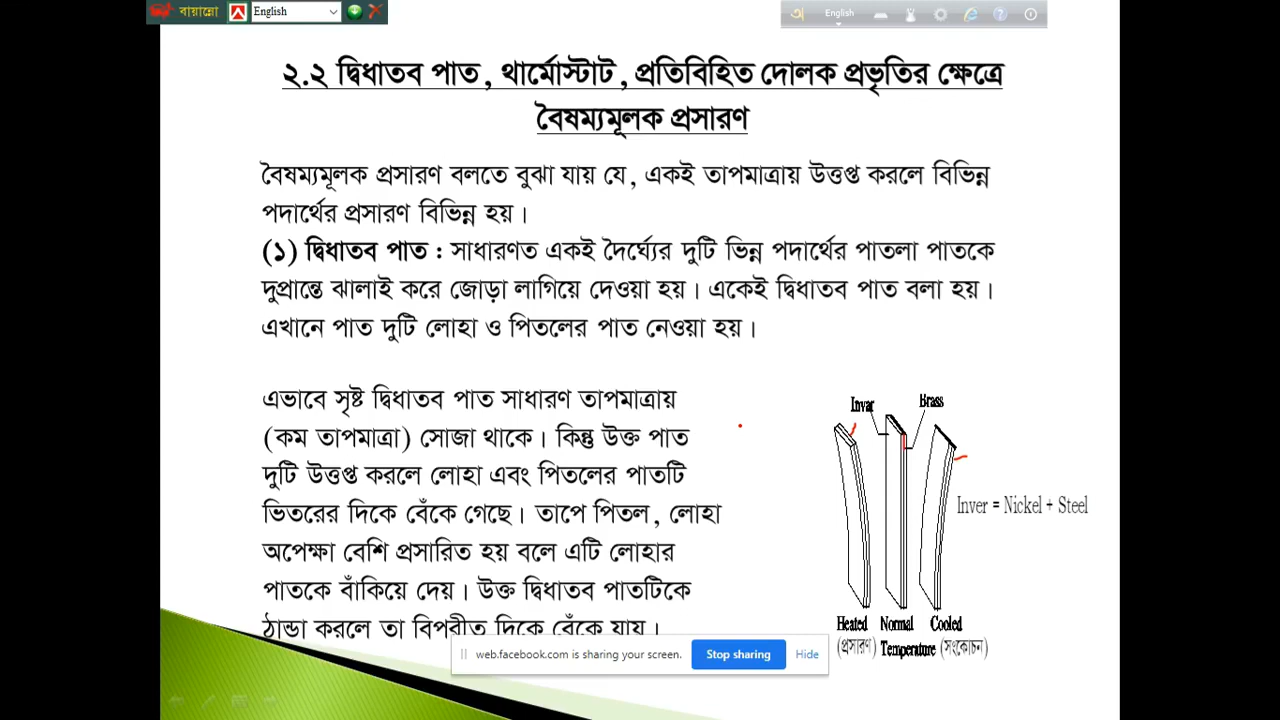 বায়ান্নো
English
অ
English
২.২ দ্বিধাতব পাত, থার্মোস্টাট, প্রতিবিহিত দোলক প্রভৃতির ক্ষেত্রে
বৈষম্যমূলক প্রসারণ
বৈষম্যমূলক প্রসারণ বলতে বুঝা যায় যে, একই তাপমাত্রায় উত্তপ্ত করলে বিভিন্ন
পদার্থের প্রসারণ বিভিন্ন হয়।
(১) দ্বিধাতব পাত : সাধারণত একই দৈর্ঘ্যের দুটি ভিন্ন পদার্থের পাতলা পাতকে
দুপ্রান্তে ঝালাই করে জোড়া লাগিয়ে দেওয়া হয়। একেই দ্বিধাতব পাত বলা হয়।
এখানে পাত দুটি লোহা ও পিতলের পাত নেওয়া হয়।
এভাবে সৃষ্ট দ্বিধাতব পাত সাধারণ তাপমাত্রায়
(কম তাপমাত্রা) সোজা থাকে। কিন্তু উক্ত পাত
দুটি উত্তপ্ত করলে লোহা এবং পিতলের পাতটি
ভিতরের দিকে বেঁকে গেছে। তাপে পিতল, লোহা
অপেক্ষা বেশি প্রসারিত হয় বলে এটি লোহার
পাতকে বাঁকিয়ে দেয়। উক্ত দ্বিধাতব পাতটিকে
ঠান্ডা করলে তা বিপরীত দিকে বেঁকে যায়।
Invar Brass
Inver = Nickel + Steel
Heated Normal Cooled
(প্রসারণ) Temperature (সংকোচন)
web.facebook.com is sharing your screen. Stop sharing Hide